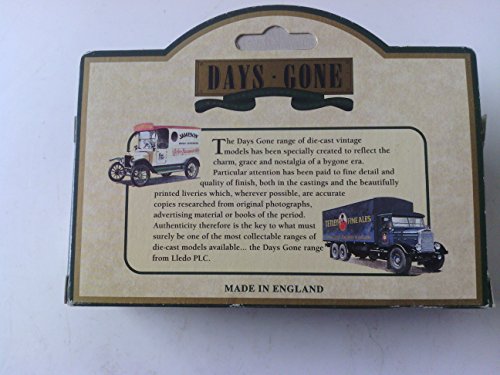 DAYS · GONE
JAMESON
The Days Gone range of die-cast vintage
models has been specially created to reflect the
charm, grace and nostalgia of a bygone era.
Particular attention has been paid to fine detail and
quality of finish, both in the castings and the beautifully
printed liveries which, wherever possible, are accurate
copies researched from original photographs,
advertising material or books of the period.
Authenticity therefore is the key to what must
surely be one of the most collectable ranges of
die-cast models available... the Days Gone range
from Lledo PLC.
TETLEY FINE ALES
MADE IN ENGLAND